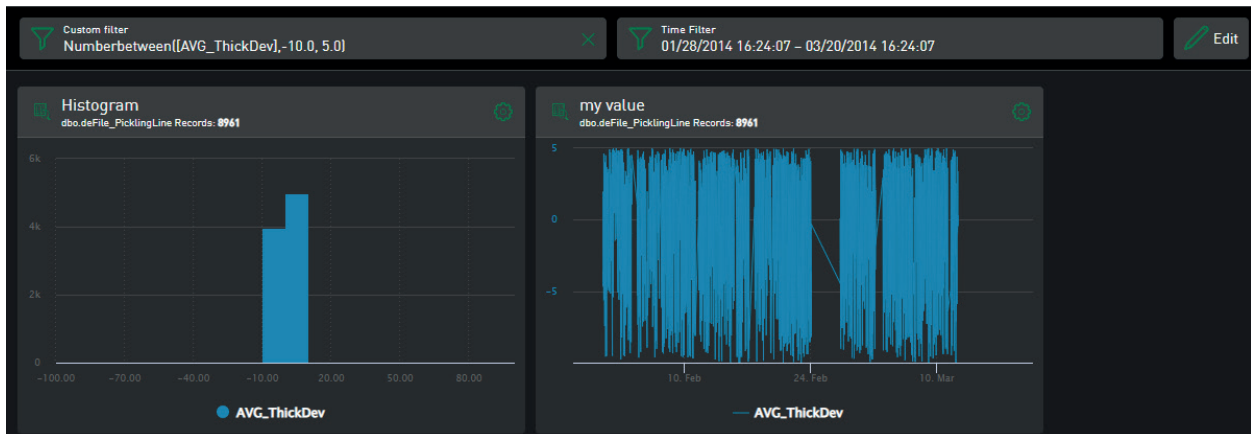 Custom filter
Numberbetween([AVG_ThickDev],-10.0, 5.0)
Time Filter
01/28/2014 16:24:07 – 03/20/2014 16:24:07
Edit
Histogram
dbo.deFile_PicklingLine Records: 8961
6k
4k
2k
0
-100.00 -70.00 -40.00 -10.00 20.00 50.00 80.00
AVG_ThickDev
my value
dbo.deFile_PicklingLine Records: 8961
5
0
-5
10. Feb 24. Feb 10. Mar
AVG_ThickDev